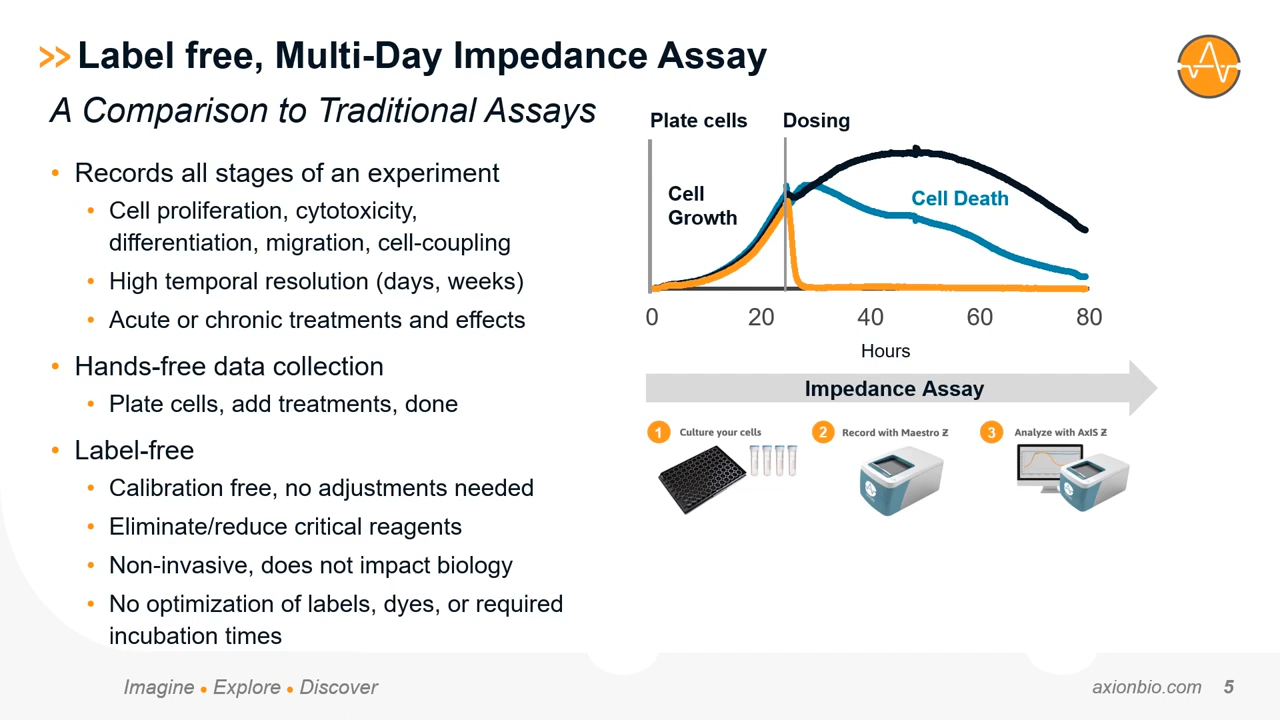 >> Label free, Multi-Day Impedance Assay
A Comparison to Traditional Assays
• Records all stages of an experiment
• Cell proliferation, cytotoxicity,
differentiation, migration, cell-coupling
• High temporal resolution (days, weeks)
• Acute or chronic treatments and effects
• Hands-free data collection
• Plate cells, add treatments, done
• Label-free
• Calibration free, no adjustments needed
• Eliminate/reduce critical reagents
• Non-invasive, does not impact biology
• No optimization of labels, dyes, or required
incubation times
Plate cells Dosing
Cell
Growth
Cell Death
0 20 40 60 80
Hours
Impedance Assay
1 Culture your cells
2 Record with Maestro Ƶ
3 Analyze with AxIS Ƶ
Imagine • Explore • Discover
axionbio.com 5